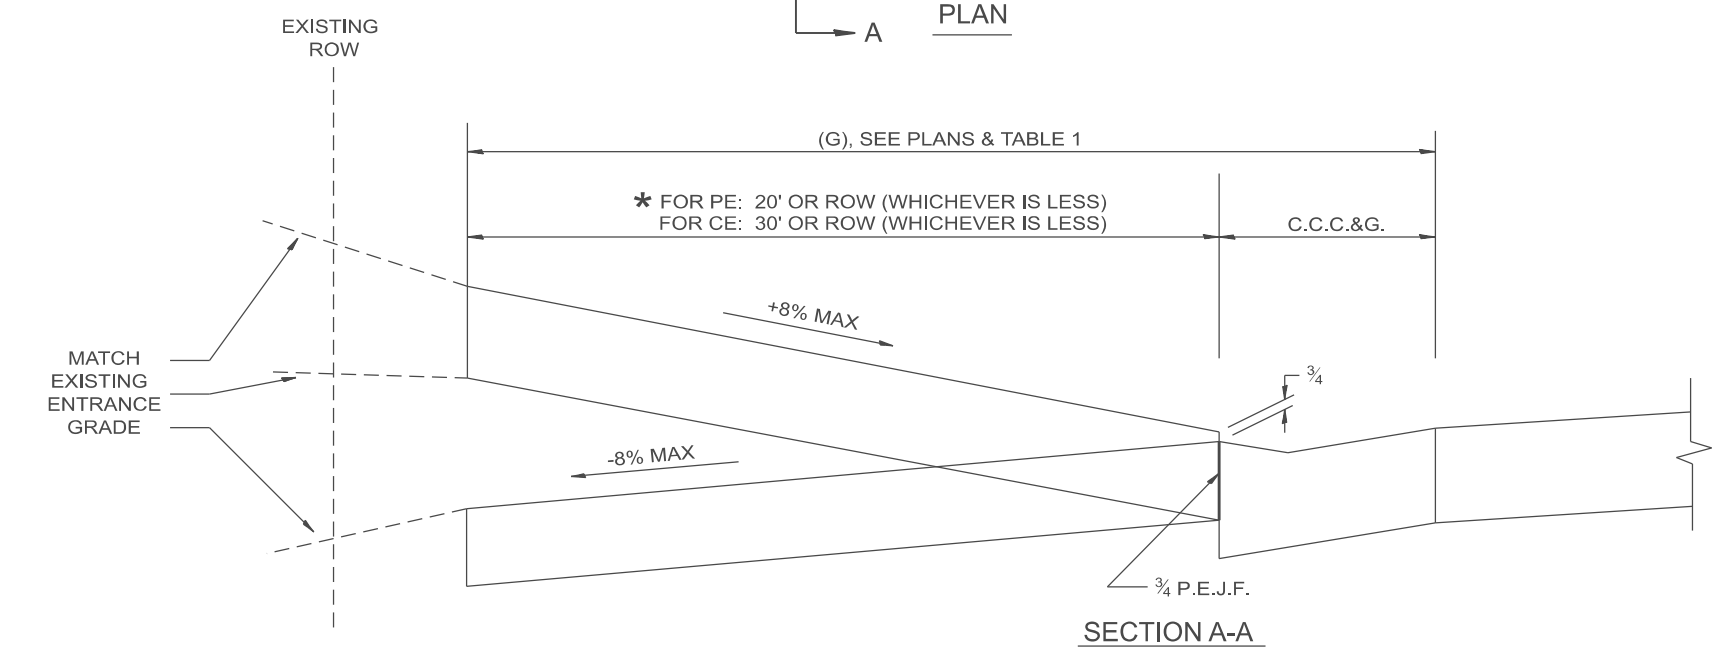 A
PLAN
EXISTING
ROW
(G), SEE PLANS & TABLE 1
* FOR PE: 20' OR ROW (WHICHEVER IS LESS)
FOR CE: 30' OR ROW (WHICHEVER IS LESS)
C.C.C.&G.
+8% MAX
MATCH
EXISTING
ENTRANCE
GRADE
¾
-8% MAX
¾ P.E.J.F.
SECTION A-A